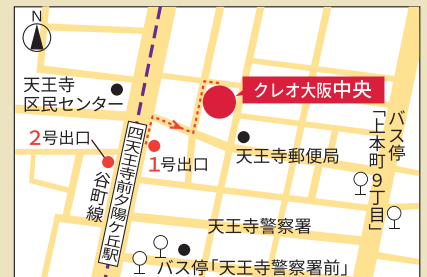 N
天王寺
区民センター
クレオ大阪中央
2号出口
1号出口
四天王寺前夕陽ヶ丘駅
谷町線
天王寺郵便局
バス停
「上本町9丁目」
天王寺警察署
バス停「天王寺警察署前」